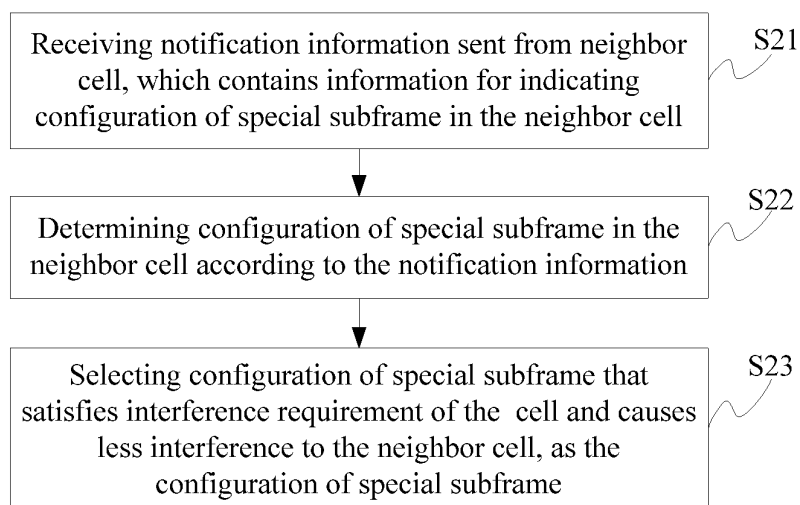 Receiving notification information sent from neighbor
cell, which contains information for indicating
configuration of special subframe in the neighbor cell
S21
Determining configuration of special subframe in the
neighbor cell according to the notification information
S22
Selecting configuration of special subframe that
satisfies interference requirement of the cell and causes
less interference to the neighbor cell, as the
configuration of special subframe
S23